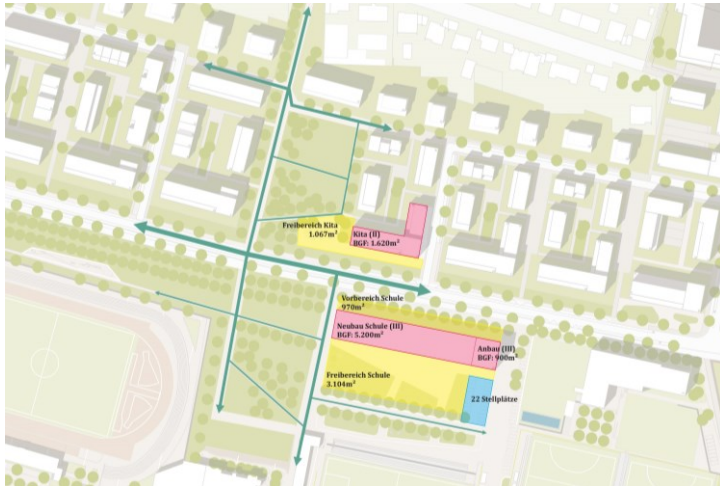 Freibereich Kita
1.067m²
Kita (II)
BGF: 1.620m²
Vorbereich Schule
970m²
Neubau Schule (III)
BGF: 5.200m²
Anbau (III)
BGF: 900m²
Freibereich Schule
3.104m²
22 Stellplätze